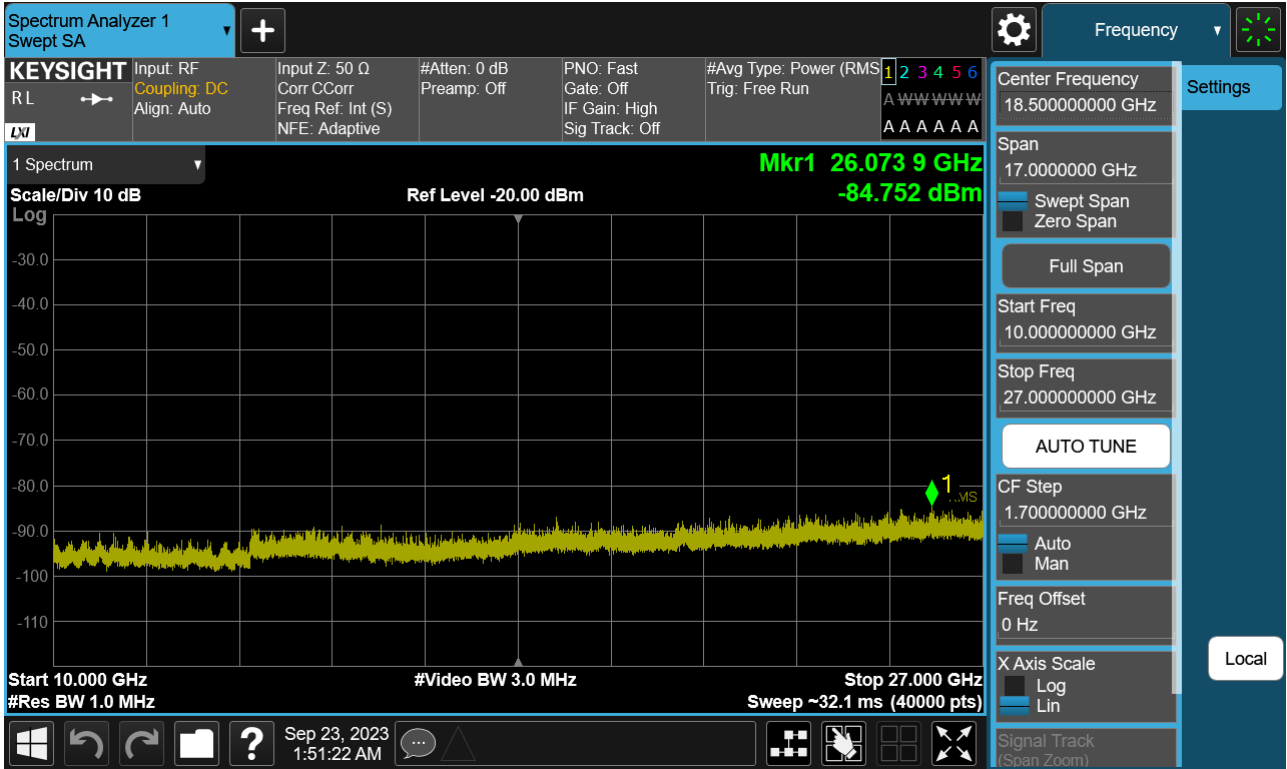 Spectrum Analyzer 1
Swept SA
Frequency
KEYSIGHT
R L
LXI
Input: RF
Coupling: DC
Align: Auto
Input Z: 50 Ω
Corr CCorr
Freq Ref: Int (S)
NFE: Adaptive
#Atten: 0 dB
Preamp: Off
PNO: Fast
Gate: Off
IF Gain: High
Sig Track: Off
#Avg Type: Power (RMS
Trig: Free Run
1 2 3 4 5 6
A W W W W W
A A A A A A
1 Spectrum
Scale/Div 10 dB
Log
Ref Level -20.00 dBm
Mkr1 26.073 9 GHz
-84.752 dBm
-30.0
-40.0
-50.0
-60.0
-70.0
-80.0
-90.0
-100
-110
1
Start 10.000 GHz
#Res BW 1.0 MHz
#Video BW 3.0 MHz
Stop 27.000 GHz
Sweep ~32.1 ms (40000 pts)
Center Frequency
18.500000000 GHz
Span
17.0000000 GHz
Swept Span
Zero Span
Full Span
Start Freq
10.000000000 GHz
Stop Freq
27.000000000 GHz
AUTO TUNE
CF Step
1.700000000 GHz
Auto
Man
Freq Offset
0 Hz
X Axis Scale
Log
Lin
Signal Track
(Span Zoom)
Settings
Local
?
Sep 23, 2023
1:51:22 AM